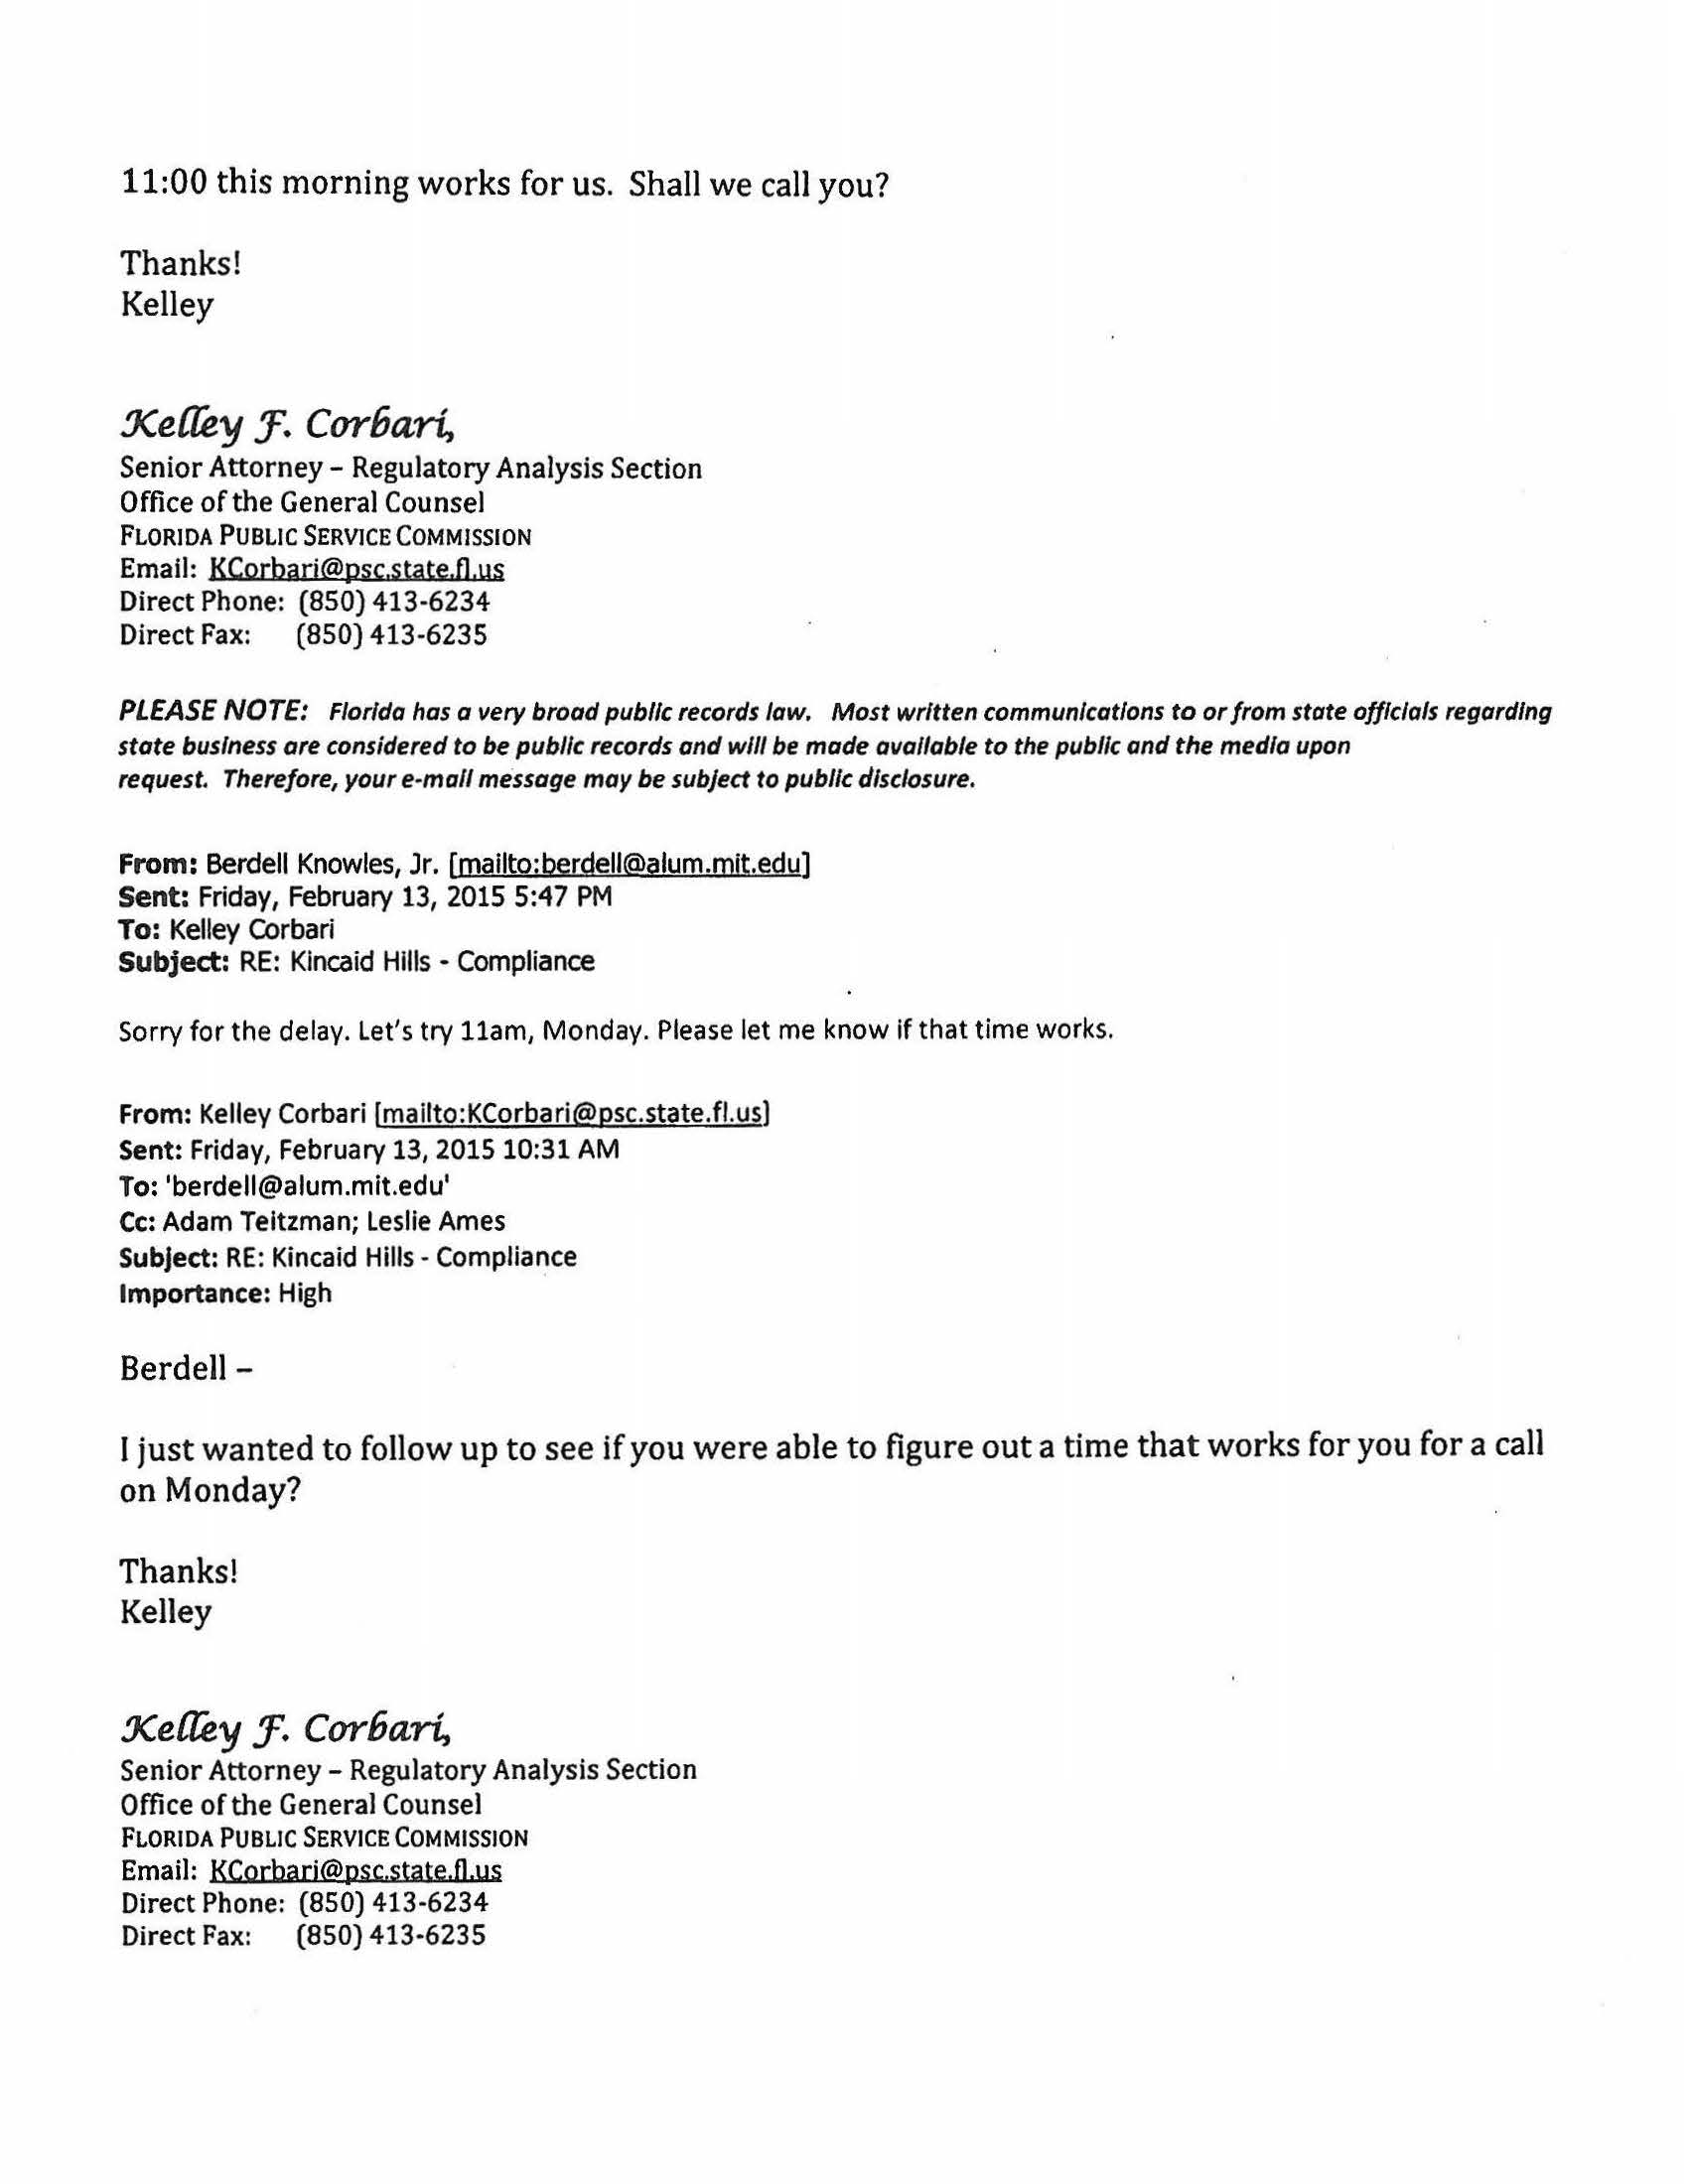 11:00 this morning works for us. Shall we call you?
Thanks!
Kelley
Kelley F. Corbari,
Senior Attorney – Regulatory Analysis Section
Office of the General Counsel
FLORIDA PUBLIC SERVICE COMMISSION
Email: KCorbari@psc.state.fl.us
Direct Phone: (850) 413-6234
Direct Fax: (850) 413-6235
PLEASE NOTE: Florida has a very broad public records law. Most written communications to or from state officials regarding
state business are considered to be public records and will be made available to the public and the media upon
request. Therefore, your e-mail message may be subject to public disclosure.
From: Berdell Knowles, Jr. [mailto:berdell@alum.mit.edu]
Sent: Friday, February 13, 2015 5:47 PM
To: Kelley Corbari
Subject: RE: Kincaid Hills - Compliance
Sorry for the delay. Let's try 11am, Monday. Please let me know if that time works.
From: Kelley Corbari [mailto:KCorbari@psc.state.fl.us]
Sent: Friday, February 13, 2015 10:31 AM
To: 'berdell@alum.mit.edu'
Cc: Adam Teitzman; Leslie Ames
Subject: RE: Kincaid Hills - Compliance
Importance: High
Berdell –
I just wanted to follow up to see if you were able to figure out a time that works for you for a call
on Monday?
Thanks!
Kelley
Kelley F. Corbari,
Senior Attorney – Regulatory Analysis Section
Office of the General Counsel
FLORIDA PUBLIC SERVICE COMMISSION
Email: KCorbari@psc.state.fl.us
Direct Phone: (850) 413-6234
Direct Fax: (850) 413-6235